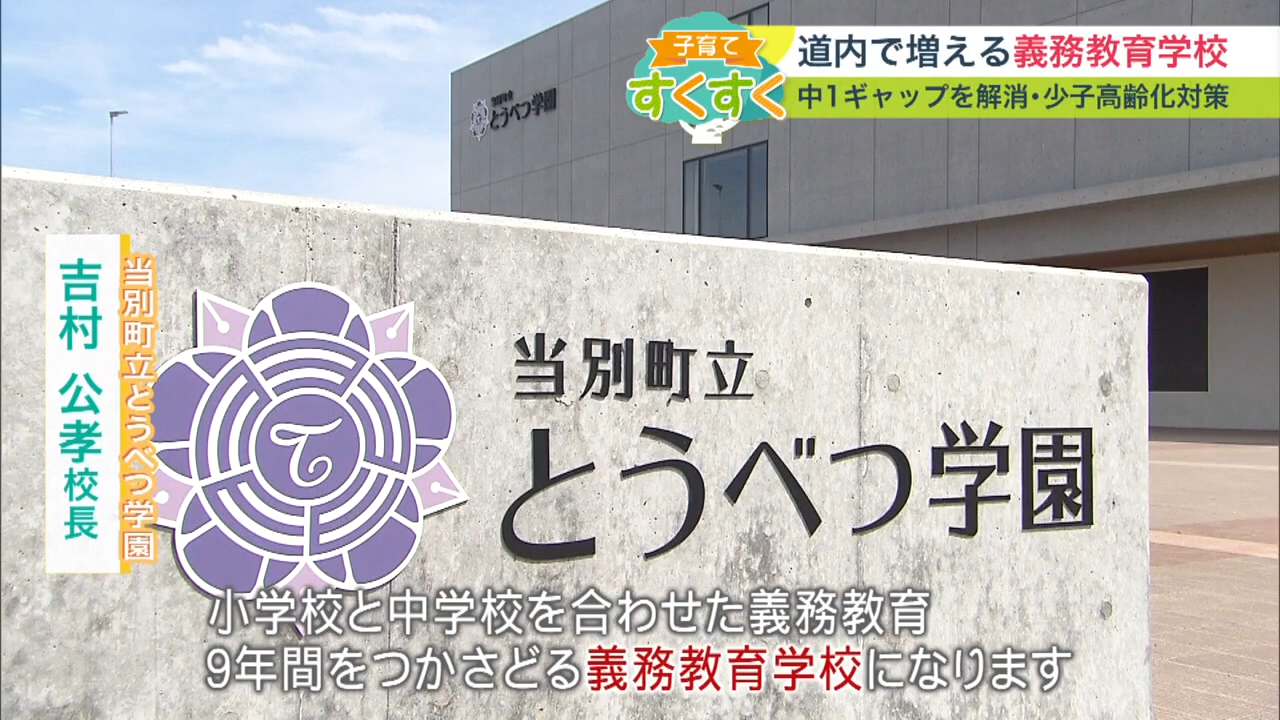 子育て
すくすく
道内で増える義務教育学校
中1ギャップを解消・少子高齢化対策
とうべつ学園
当別町立どうべつ学園
吉村 公孝校長
当別町立
とうべつ学園
小学校と中学校を合わせた義務教育
9年間をつかさどる義務教育学校になります